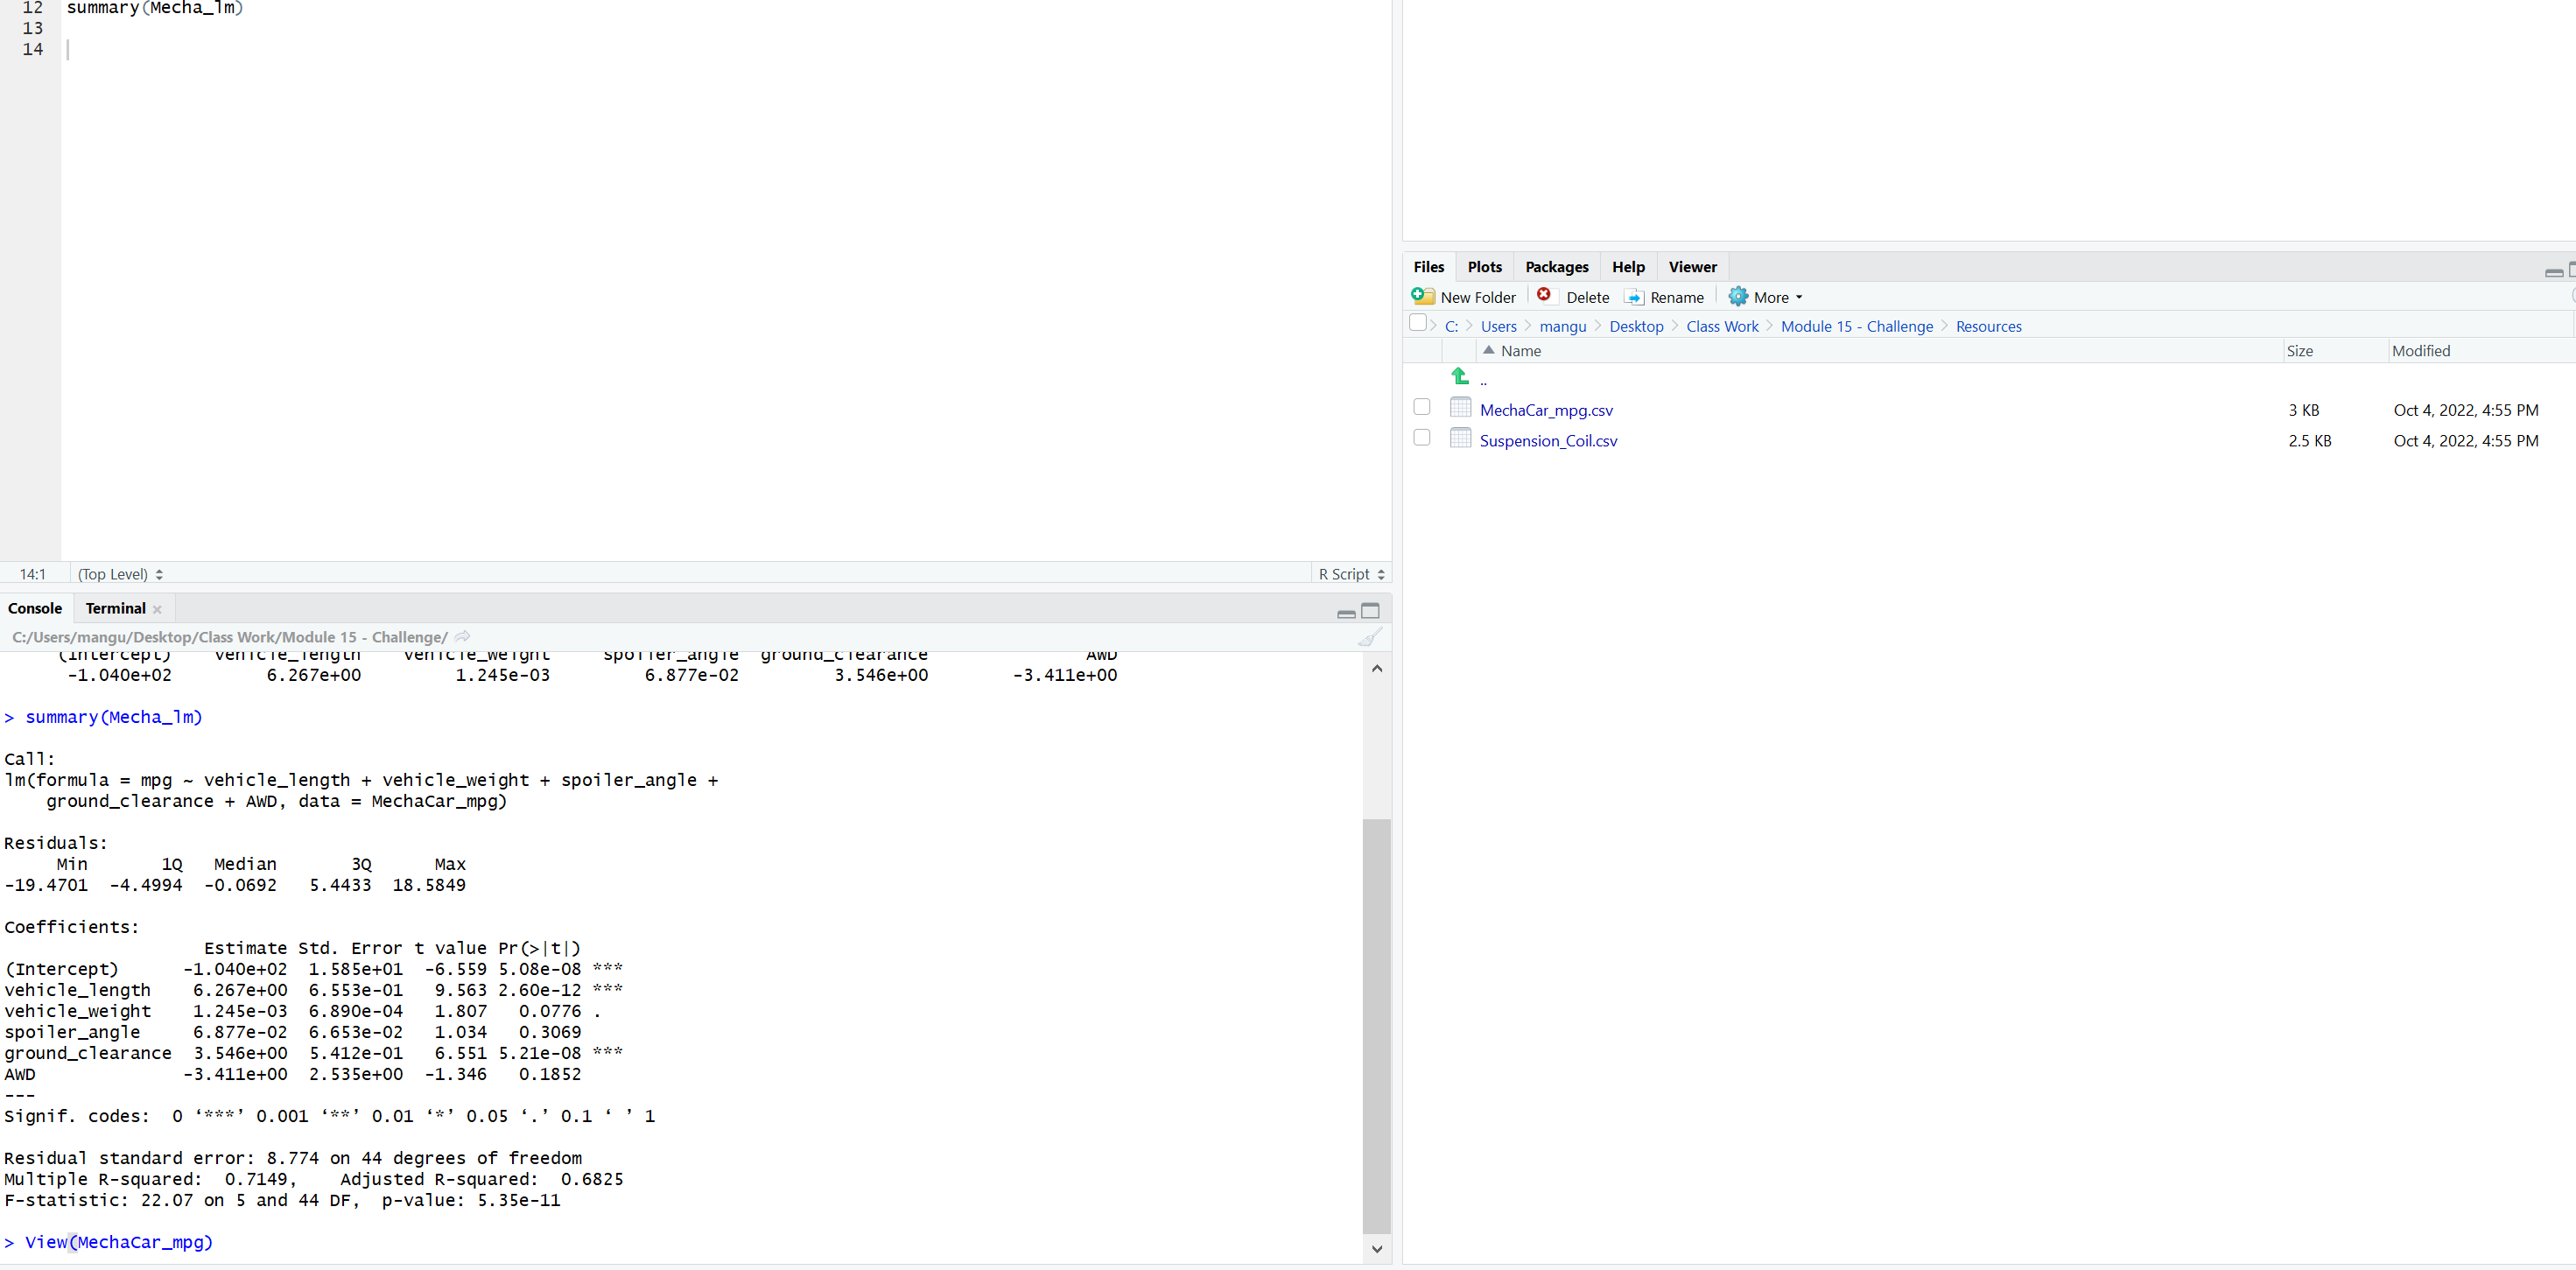 12 summary(Mecha_lm)
13
14
14:1 (Top Level) R Script
Console Terminal
C:/Users/mangu/Desktop/Class Work/Module 15 - Challenge/
(Intercept) vehicle_length vehicle_weight spoiler_angle ground_clearance AWD
-1.040e+02 6.267e+00 1.245e-03 6.877e-02 3.546e+00 -3.411e+00
> summary(Mecha_lm)
Call:
lm(formula = mpg ~ vehicle_length + vehicle_weight + spoiler_angle +
ground_clearance + AWD, data = MechaCar_mpg)
Residuals:
Min 1Q Median 3Q Max
-19.4701 -4.4994 -0.0692 5.4433 18.5849
Coefficients:
Estimate Std. Error t value Pr(>|t|)
(Intercept) -1.040e+02 1.585e+01 -6.559 5.08e-08 ***
vehicle_length 6.267e+00 6.553e-01 9.563 2.60e-12 ***
vehicle_weight 1.245e-03 6.890e-04 1.807 0.0776 .
spoiler_angle 6.877e-02 6.653e-02 1.034 0.3069
ground_clearance 3.546e+00 5.412e-01 6.551 5.21e-08 ***
AWD -3.411e+00 2.535e+00 -1.346 0.1852
---
Signif. codes: 0 ‘***’ 0.001 ‘**’ 0.01 ‘*’ 0.05 ‘.’ 0.1 ‘ ’ 1
Residual standard error: 8.774 on 44 degrees of freedom
Multiple R-squared: 0.7149, Adjusted R-squared: 0.6825
F-statistic: 22.07 on 5 and 44 DF, p-value: 5.35e-11
> View(MechaCar_mpg)
Files Plots Packages Help Viewer
New Folder Delete Rename More
C: Users mangu Desktop Class Work Module 15 - Challenge Resources
Name Size Modified
..
MechaCar_mpg.csv 3 KB Oct 4, 2022, 4:55 PM
Suspension_Coil.csv 2.5 KB Oct 4, 2022, 4:55 PM